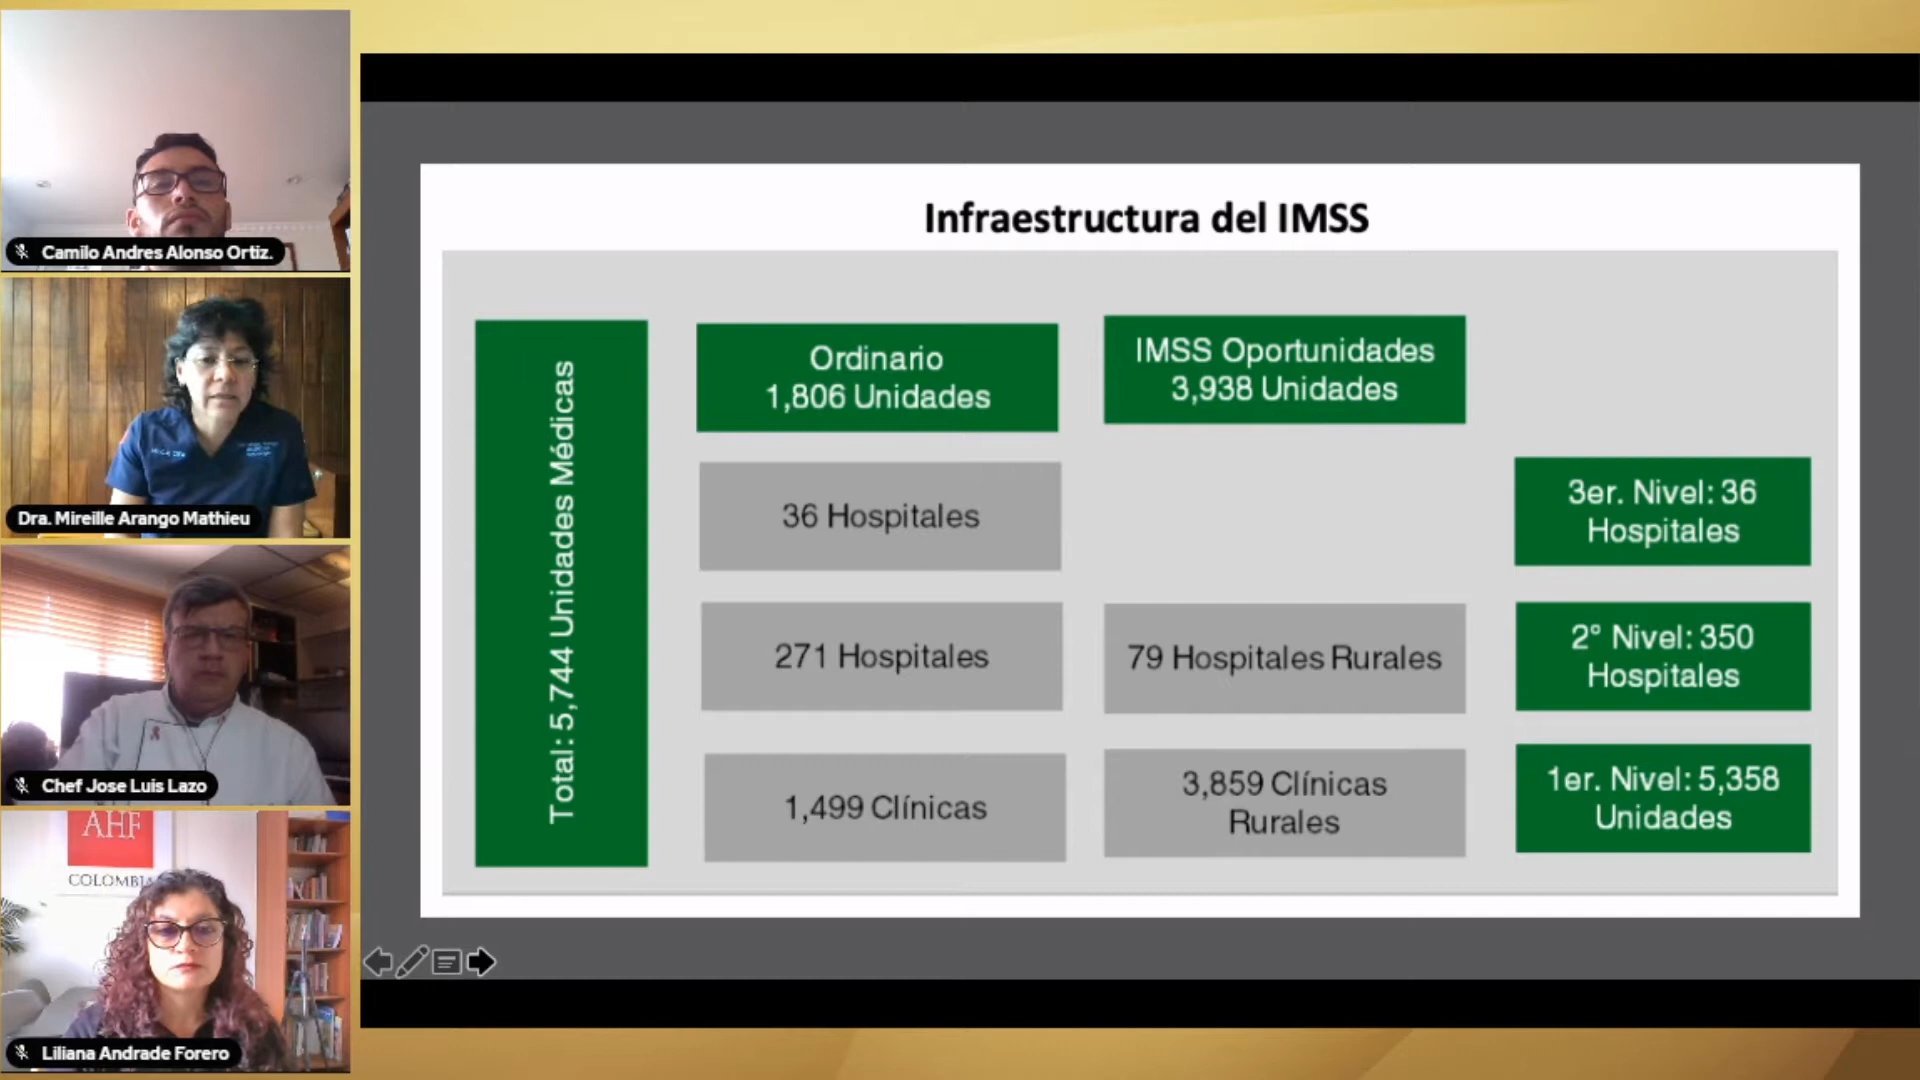 Camilo Andres Alonso Ortiz.
Dra. Mireille Arango Mathieu
Chef Jose Luis Lazo
AHF
COLOMBIA
Liliana Andrade Forero
Infraestructura del IMSS
Total: 5,744 Unidades Médicas
Ordinario
1,806 Unidades
IMSS Oportunidades
3,938 Unidades
36 Hospitales
3er. Nivel: 36
Hospitales
271 Hospitales
79 Hospitales Rurales
2° Nivel: 350
Hospitales
1,499 Clínicas
3,859 Clínicas
Rurales
1er. Nivel: 5,358
Unidades